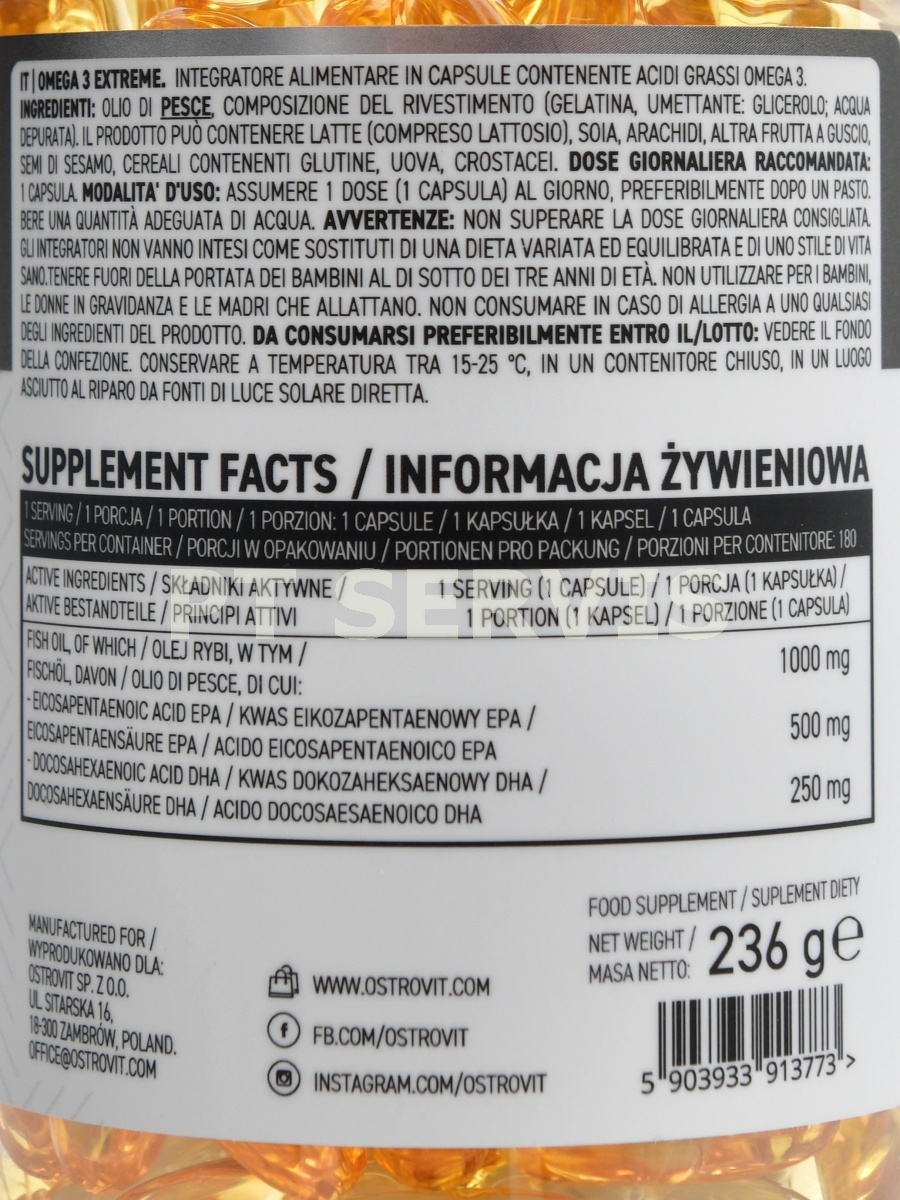 IT | OMEGA 3 EXTREME. INTEGRATORE ALIMENTARE IN CAPSULE CONTENENTE ACIDI GRASSI OMEGA 3.
INGREDIENTI: OLIO DI PESCE, COMPOSIZIONE DEL RIVESTIMENTO (GELATINA, UMETTANTE: GLICEROLO; ACQUA
DEPURATA). IL PRODOTTO PUÒ CONTENERE LATTE (COMPRESO LATTOSIO), SOIA, ARACHIDI, ALTRA FRUTTA A GUSCIO,
SEMI DI SESAMO, CEREALI CONTENENTI GLUTINE, UOVA, CROSTACEI. DOSE GIORNALIERA RACCOMANDATA:
1 CAPSULA. MODALITA' D'USO: ASSUMERE 1 DOSE (1 CAPSULA) AL GIORNO, PREFERIBILMENTE DOPO UN PASTO.
BERE UNA QUANTITÀ ADEGUATA DI ACQUA. AVVERTENZE: NON SUPERARE LA DOSE GIORNALIERA CONSIGLIATA.
GLI INTEGRATORI NON VANNO INTESI COME SOSTITUTI DI UNA DIETA VARIATA ED EQUILIBRATA E DI UNO STILE DI VITA
SANO.TENERE FUORI DELLA PORTATA DEI BAMBINI AL DI SOTTO DEI TRE ANNI DI ETÀ. NON UTILIZZARE PER I BAMBINI,
LE DONNE IN GRAVIDANZA E LE MADRI CHE ALLATTANO. NON CONSUMARE IN CASO DI ALLERGIA A UNO QUALSIASI
DEGLI INGREDIENTI DEL PRODOTTO. DA CONSUMARSI PREFERIBILMENTE ENTRO IL/LOTTO: VEDERE IL FONDO
DELLA CONFEZIONE. CONSERVARE A TEMPERATURA TRA 15-25 °C, IN UN CONTENITORE CHIUSO, IN UN LUOGO
ASCIUTTO AL RIPARO DA FONTI DI LUCE SOLARE DIRETTA.
SUPPLEMENT FACTS / INFORMACJA ŻYWIENIOWA
1 SERVING / 1 PORCJA / 1 PORTION / 1 PORZION: 1 CAPSULE / 1 KAPSUŁKA / 1 KAPSEL / 1 CAPSULA
SERVINGS PER CONTAINER / PORCJI W OPAKOWANIU / PORTIONEN PRO PACKUNG / PORZIONI PER CONTENITORE: 180
ACTIVE INGREDIENTS / SKŁADNIKI AKTYWNE / 1 SERVING (1 CAPSULE) / 1 PORCJA (1 KAPSUŁKA) /
AKTIVE BESTANDTEILE / PRINCIPI ATTIVI 1 PORTION (1 KAPSEL) / 1 PORZIONE (1 CAPSULA)
PT SERVIS
FISH OIL, OF WHICH / OLEJ RYBI, W TYM /
FISCHÖL, DAVON / OLIO DI PESCE, DI CUI: 1000 mg
- EICOSAPENTAENOIC ACID EPA / KWAS EIKOZAPENTAENOWY EPA /
EICOSAPENTAENSÄURE EPA / ACIDO EICOSAPENTAENOICO EPA 500 mg
- DOCOSAHEXAENOIC ACID DHA / KWAS DOKOZAHEKSAENOWY DHA /
DOCOSAHEXAENSÄURE DHA / ACIDO DOCOSAESAENOICO DHA 250 mg
MANUFACTURED FOR /
WYPRODUKOWANO DLA:
OSTROVIT SP. Z O.O.
UL SITARSKA 16,
18-300 ZAMBRÓW, POLAND.
OFFICE@OSTROVIT.COM
WWW.OSTROVIT.COM
FB.COM/OSTROVIT
INSTAGRAM.COM/OSTROVIT
FOOD SUPPLEMENT / SUPLEMENT DIETY
NET WEIGHT /
MASA NETTO: 236 g e
5 903933 913773 >